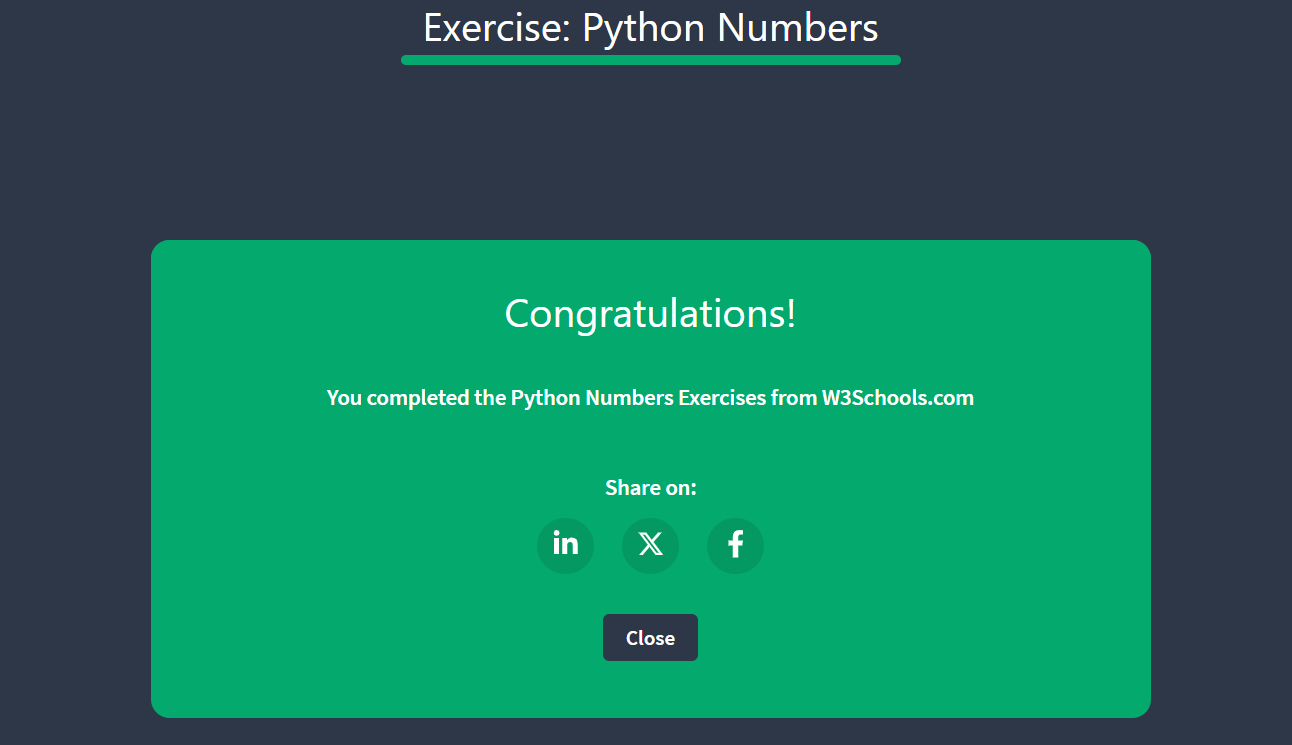 Exercise: Python Numbers
Congratulations!
You completed the Python Numbers Exercises from W3Schools.com
Share on:
in X f
Close